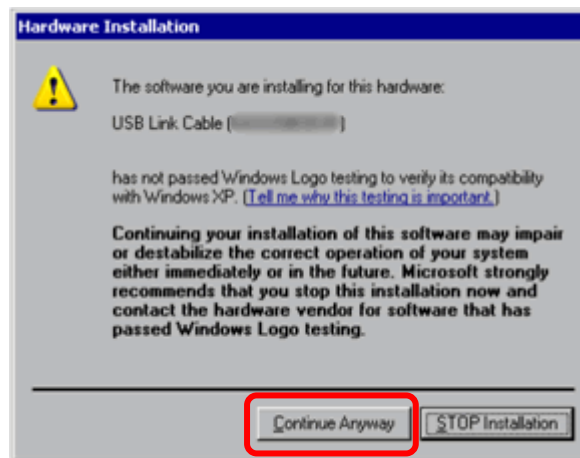 Hardware Installation
The software you are installing for this hardware:
USB Link Cable ( )
has not passed Windows Logo testing to verify its compatibility
with Windows XP. (Tell me why this testing is important.)
Continuing your installation of this software may impair
or destabilize the correct operation of your system
either immediately or in the future. Microsoft strongly
recommends that you stop this installation now and
contact the hardware vendor for software that has
passed Windows Logo testing.
Continue Anyway STOP Installation